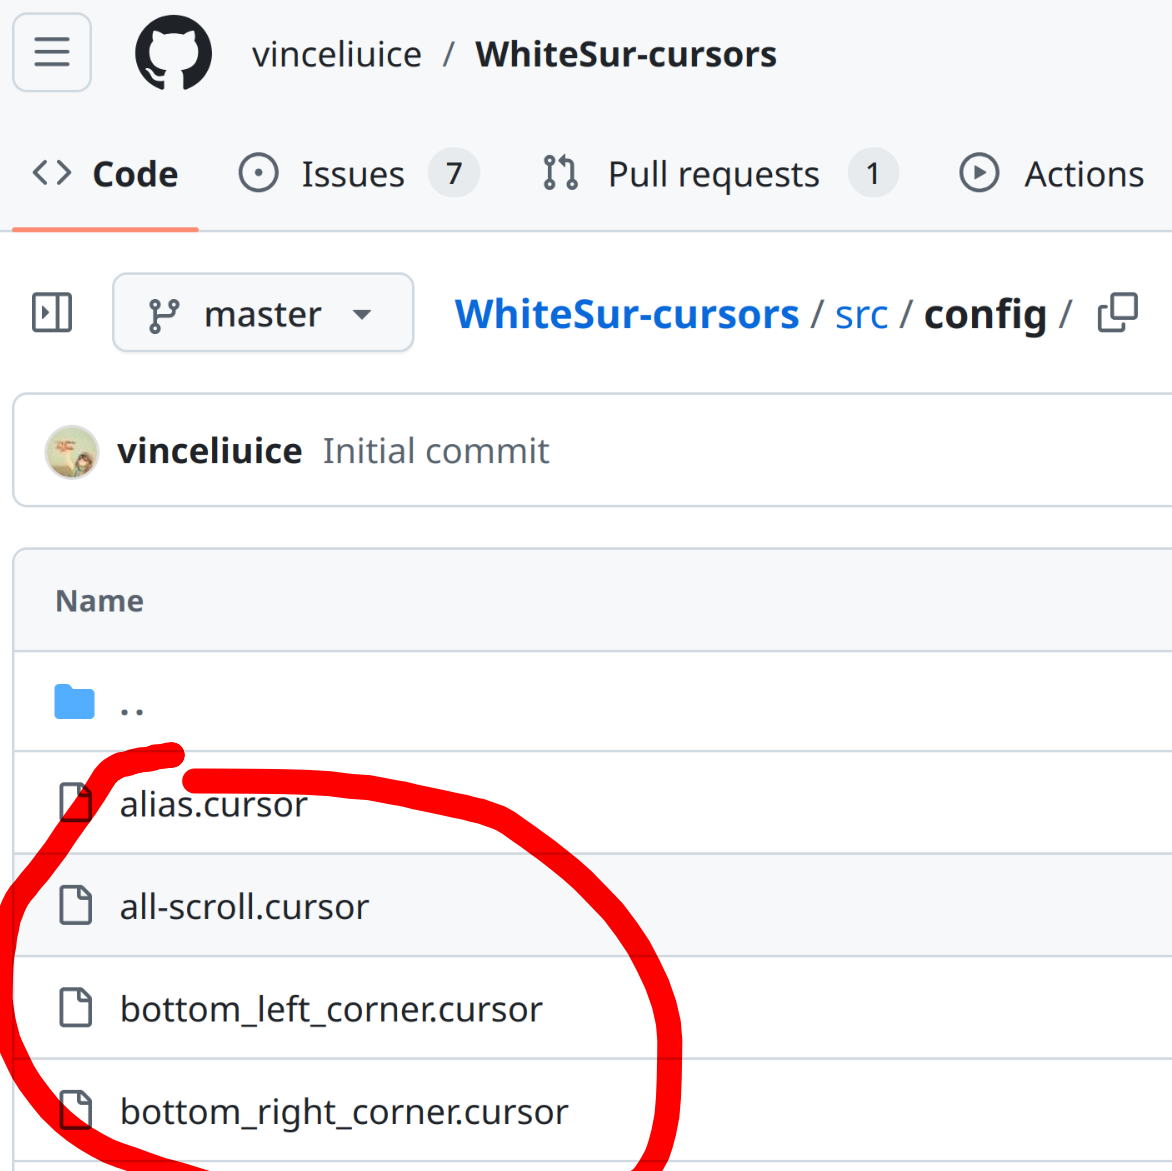 vinceliuice / WhiteSur-cursors
Code Issues 7 Pull requests 1 Actions
master WhiteSur-cursors / src / config /
vinceliuice Initial commit
Name
..
alias.cursor
all-scroll.cursor
bottom_left_corner.cursor
bottom_right_corner.cursor